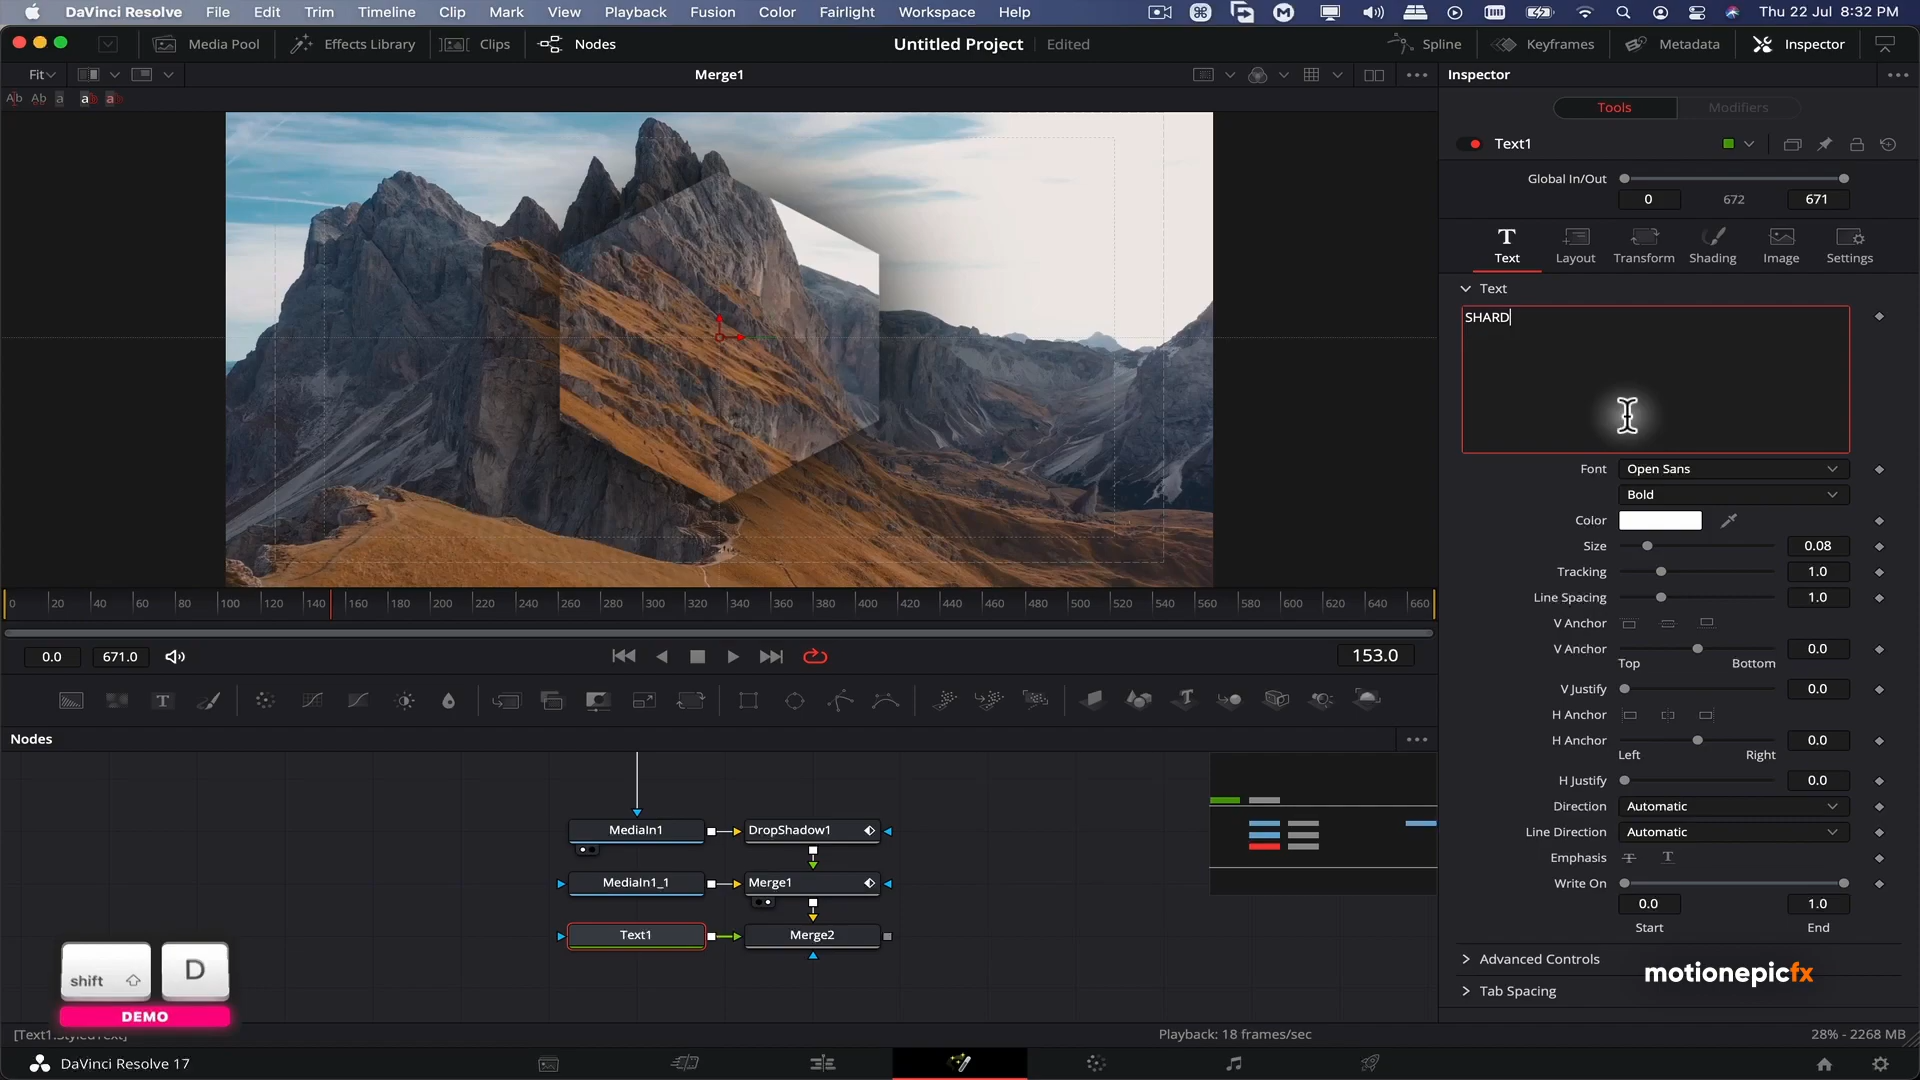 DaVinci Resolve File Edit Trim Timeline Clip Mark View Playback Fusion Color Fairlight Workspace Help Thu 22 Jul 8:32 PM
Media Pool Effects Library Clips Nodes Untitled Project Edited Spline Keyframes Metadata Inspector
Fit Merge1 Inspector
Tools Modifiers
Text1
Global In/Out
0 672 671
Text Layout Transform Shading Image Settings
Text
SHARD
Font Open Sans
Bold
Color
Size 0.08
Tracking 1.0
Line Spacing 1.0
V Anchor
V Anchor 0.0
Top Bottom
V Justify 0.0
H Anchor
H Anchor 0.0
Left Right
H Justify 0.0
Direction Automatic
Line Direction Automatic
Emphasis
Write On
0.0 1.0
Start End
Advanced Controls
motionepicfx
Tab Spacing
0 20 40 60 80 100 120 140 160 180 200 220 240 260 280 300 320 340 360 380 400 420 440 460 480 500 520 540 560 580 600 620 640 660
0.0 671.0 153.0
Nodes
MediaIn1 DropShadow1
MediaIn1_1 Merge1
Text1 Merge2
shift D
DEMO
Playback: 18 frames/sec 28% - 2268 MB
DaVinci Resolve 17